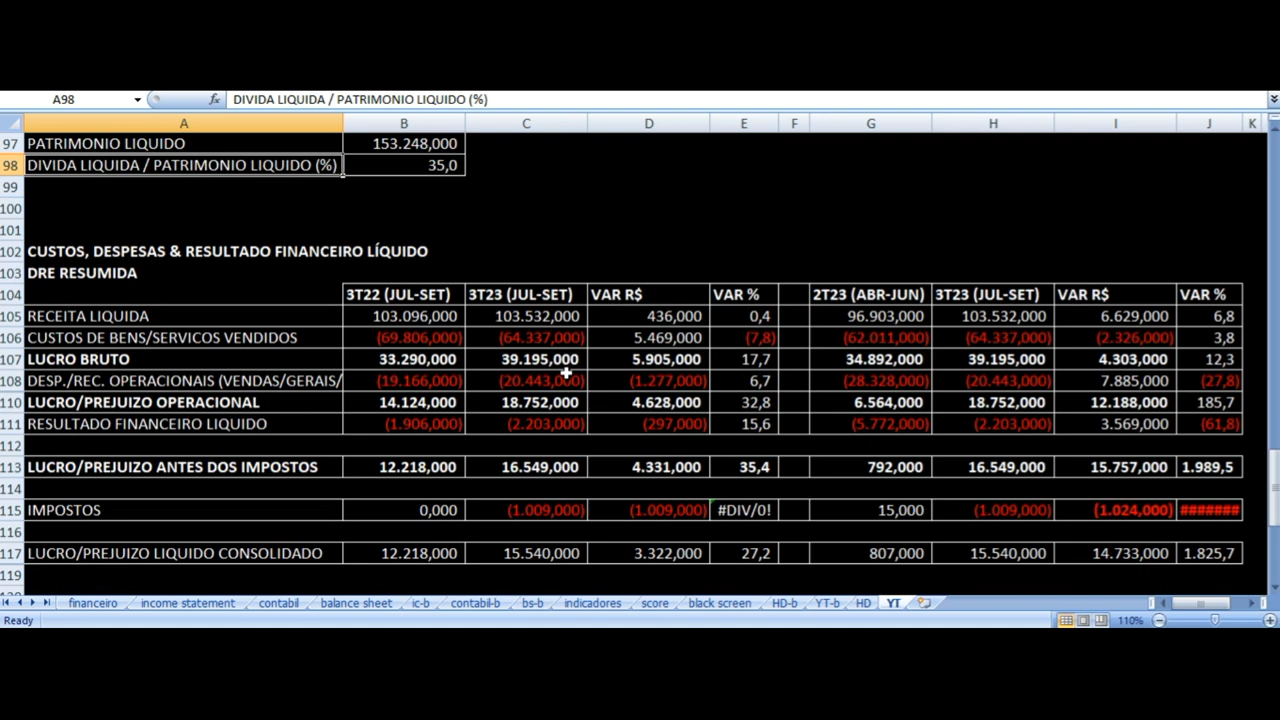 A98 fx DIVIDA LIQUIDA / PATRIMONIO LIQUIDO (%)
A B C D E F G H I J K
97 PATRIMONIO LIQUIDO 153.248,000
98 DIVIDA LIQUIDA / PATRIMONIO LIQUIDO (%) 35,0
99
100
101
102 CUSTOS, DESPESAS & RESULTADO FINANCEIRO LÍQUIDO
103 DRE RESUMIDA
104 3T22 (JUL-SET) 3T23 (JUL-SET) VAR R$ VAR % 2T23 (ABR-JUN) 3T23 (JUL-SET) VAR R$ VAR %
105 RECEITA LIQUIDA 103.096,000 103.532,000 436,000 0,4 96.903,000 103.532,000 6.629,000 6,8
106 CUSTOS DE BENS/SERVICOS VENDIDOS (69.806,000) (64.337,000) 5.469,000 (7,8) (62.011,000) (64.337,000) (2.326,000) 3,8
107 LUCRO BRUTO 33.290,000 39.195,000 5.905,000 17,7 34.892,000 39.195,000 4.303,000 12,3
108 DESP./REC. OPERACIONAIS (VENDAS/GERAIS/ (19.166,000) (20.443,000) (1.277,000) 6,7 (28.328,000) (20.443,000) 7.885,000 (27,8)
110 LUCRO/PREJUIZO OPERACIONAL 14.124,000 18.752,000 4.628,000 32,8 6.564,000 18.752,000 12.188,000 185,7
111 RESULTADO FINANCEIRO LIQUIDO (1.906,000) (2.203,000) (297,000) 15,6 (5.772,000) (2.203,000) 3.569,000 (61,8)
112
113 LUCRO/PREJUIZO ANTES DOS IMPOSTOS 12.218,000 16.549,000 4.331,000 35,4 792,000 16.549,000 15.757,000 1.989,5
114
115 IMPOSTOS 0,000 (1.009,000) (1.009,000) #DIV/0! 15,000 (1.009,000) (1.024,000) #######
116
117 LUCRO/PREJUIZO LIQUIDO CONSOLIDADO 12.218,000 15.540,000 3.322,000 27,2 807,000 15.540,000 14.733,000 1.825,7
119
financeiro income statement contabil balance sheet ic-b contabil-b bs-b indicadores score black screen HD-b YT-b HD YT
Ready 110%